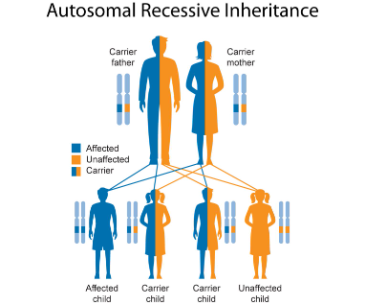 Autosomal Recessive Inheritance
Carrier
father
Carrier
mother
Affected
Unaffected
Carrier
Affected
child
Carrier
child
Carrier
child
Unaffected
child